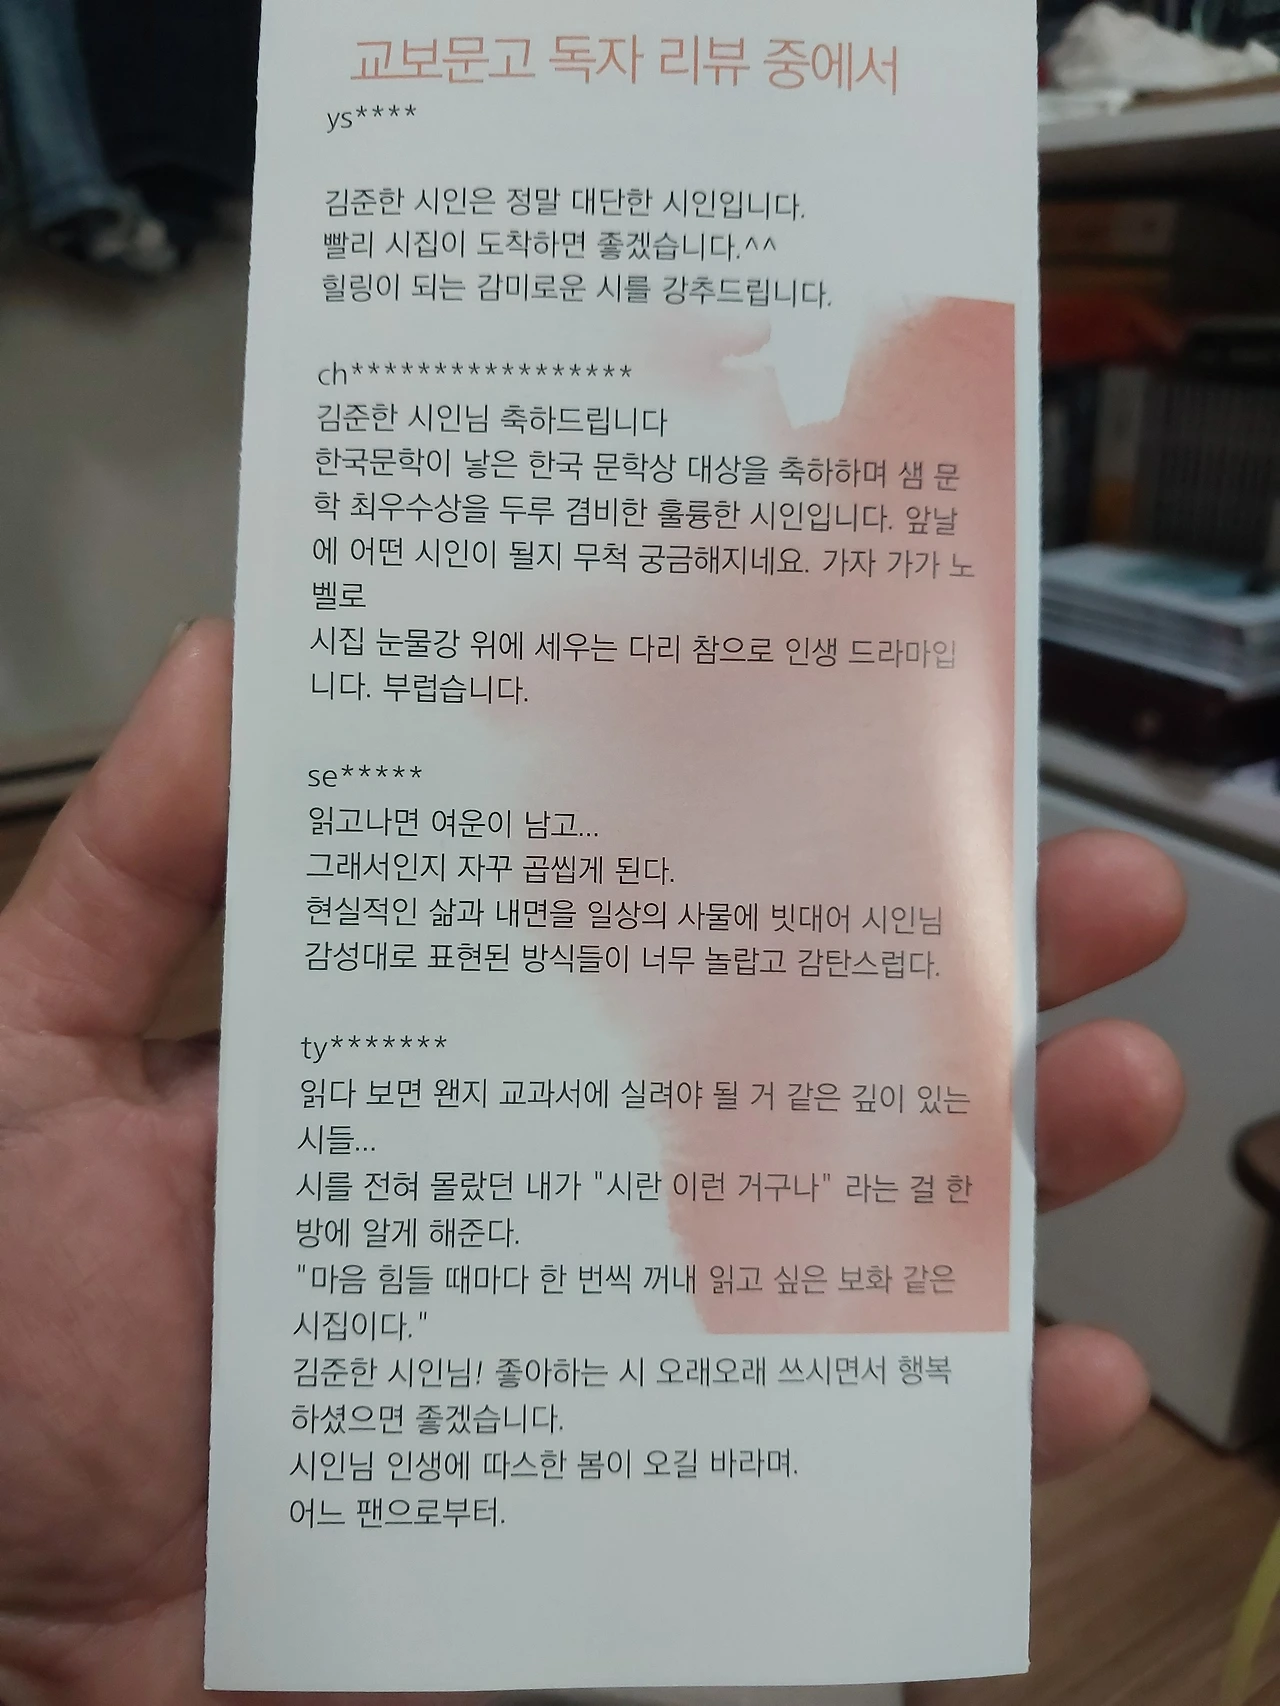 교보문고 독자 리뷰 중에서
ys****
김준한 시인은 정말 대단한 시인입니다.
빨리 시집이 도착하면 좋겠습니다.^^
힐링이 되는 감미로운 시를 강추드립니다.
ch*****************
김준한 시인님 축하드립니다
한국문학이 낳은 한국 문학상 대상을 축하하며 샘 문
학 최우수상을 두루 겸비한 훌륭한 시인입니다. 앞날
에 어떤 시인이 될지 무척 궁금해지네요. 가자 가가 노
벨로
시집 눈물강 위에 세우는 다리 참으로 인생 드라마입
니다. 부럽습니다.
se*****
읽고나면 여운이 남고...
그래서인지 자꾸 곱씹게 된다.
현실적인 삶과 내면을 일상의 사물에 빗대어 시인님
감성대로 표현된 방식들이 너무 놀랍고 감탄스럽다.
ty*******
읽다 보면 왠지 교과서에 실려야 될 거 같은 깊이 있는
시들...
시를 전혀 몰랐던 내가 "시란 이런 거구나" 라는 걸 한
방에 알게 해준다.
"마음 힘들 때마다 한 번씩 꺼내 읽고 싶은 보화 같은
시집이다."
김준한 시인님! 좋아하는 시 오래오래 쓰시면서 행복
하셨으면 좋겠습니다.
시인님 인생에 따스한 봄이 오길 바라며.
어느 팬으로부터.